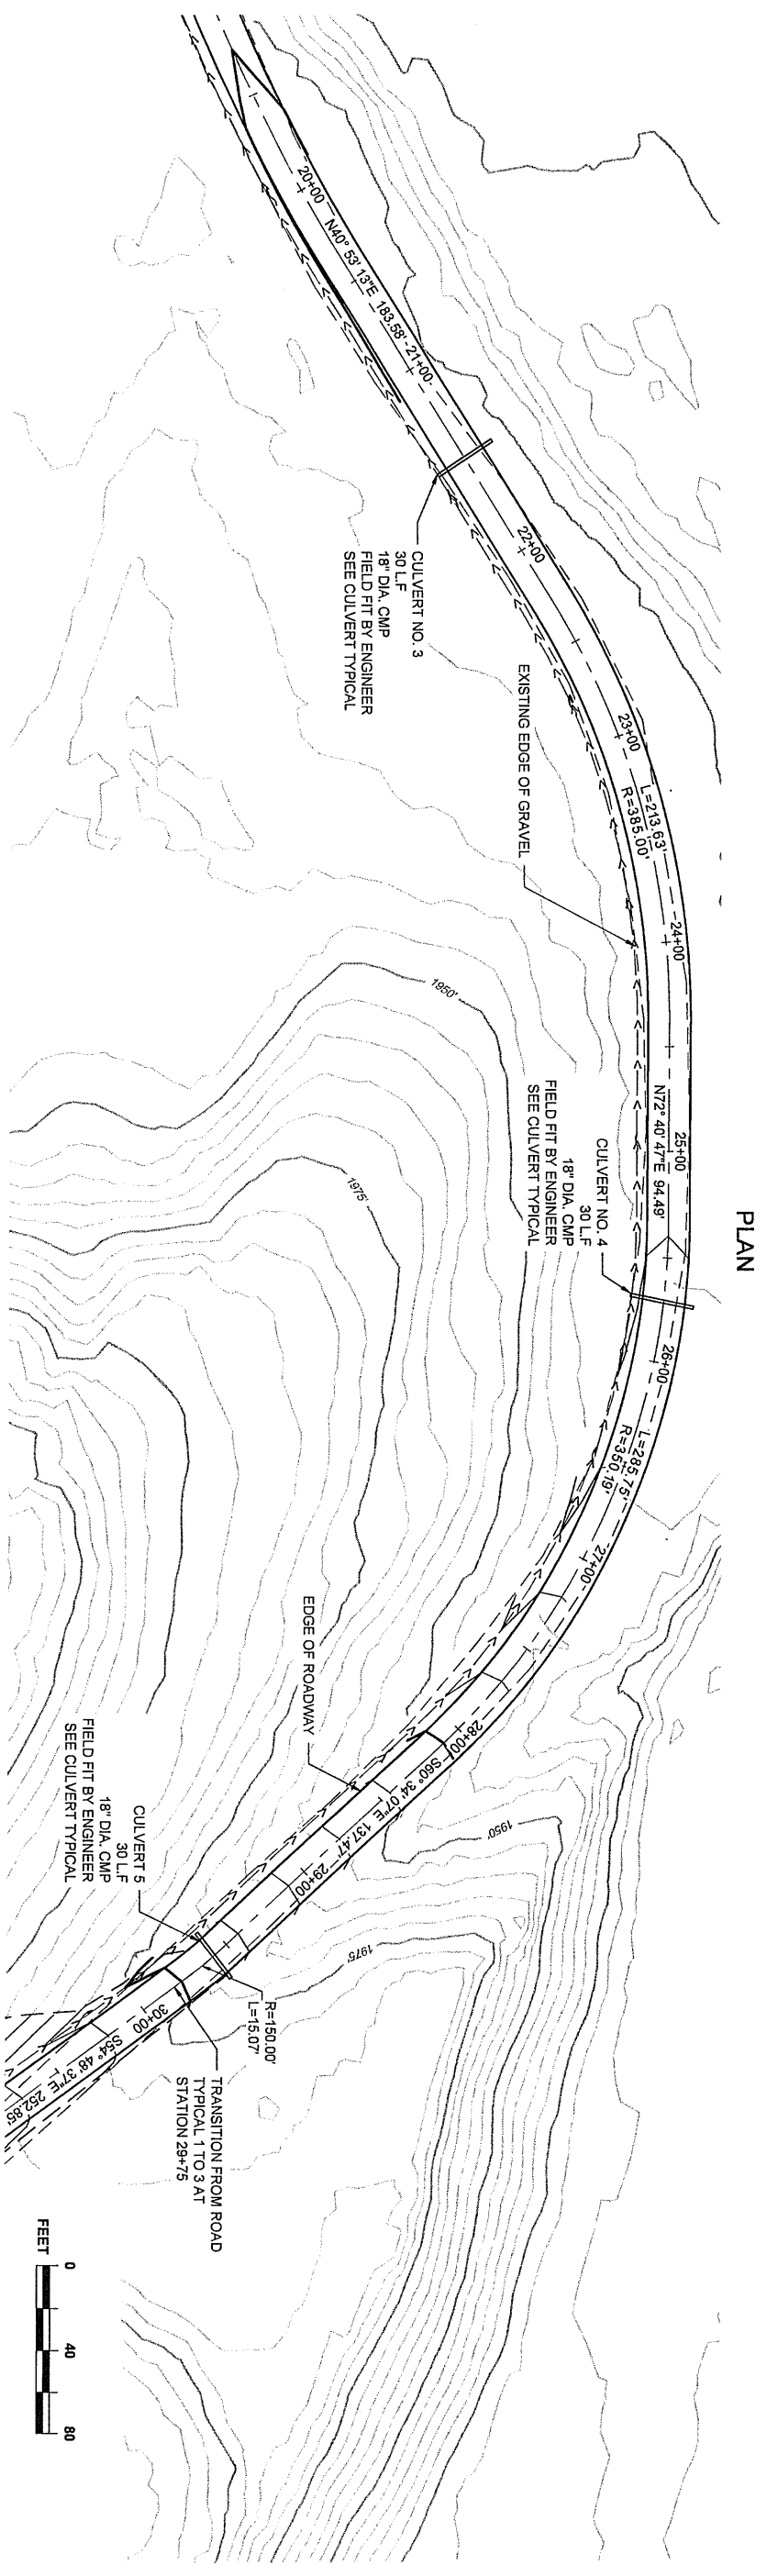 PLAN
20+00
N40° 53' 13"E 183.58'
21+00
CULVERT NO. 3
30 L.F
18" DIA. CMP
FIELD FIT BY ENGINEER
SEE CULVERT TYPICAL
22+00
EXISTING EDGE OF GRAVEL
23+00
L=213.63'
R=385.00'
24+00
1950'
25+00
N72° 40' 47"E 94.49'
CULVERT NO. 4
30 L.F
18" DIA. CMP
FIELD FIT BY ENGINEER
SEE CULVERT TYPICAL
1975'
26+00
L=285.75'
R=350.19'
27+00
EDGE OF ROADWAY
28+00
S60° 34' 07"E 137.47'
29+00
1950'
1975'
CULVERT 5
30 L.F
18" DIA. CMP
FIELD FIT BY ENGINEER
SEE CULVERT TYPICAL
R=150.00'
L=15.07'
30+00
S54° 48' 37"E 252.85'
TRANSITION FROM ROAD
TYPICAL 1 TO 3 AT
STATION 29+75
FEET 0 40 80